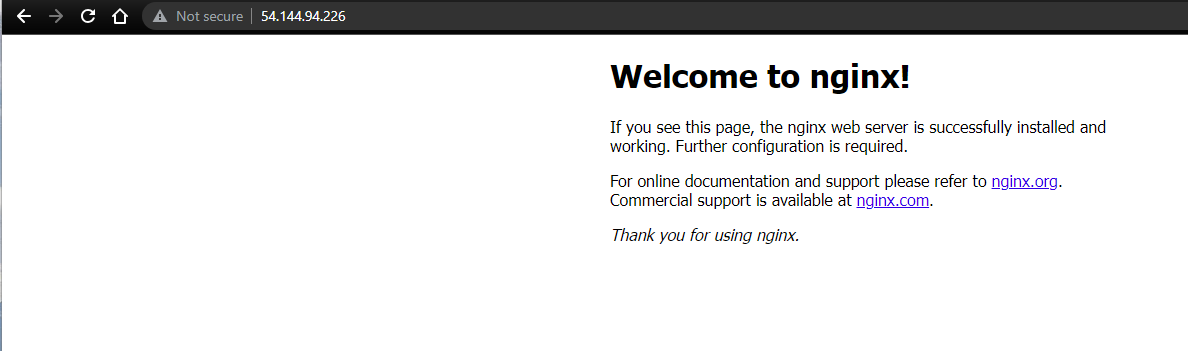 Not secure 54.144.94.226
Welcome to nginx!
If you see this page, the nginx web server is successfully installed and
working. Further configuration is required.
For online documentation and support please refer to nginx.org.
Commercial support is available at nginx.com.
Thank you for using nginx.